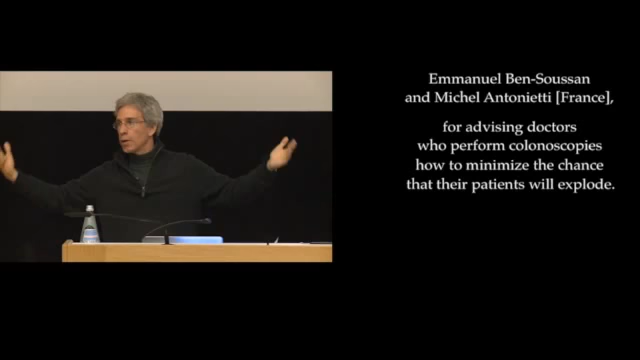 Emmanuel Ben-Soussan
and Michel Antonietti [France],
for advising doctors
who perform colonoscopies
how to minimize the chance
that their patients will explode.